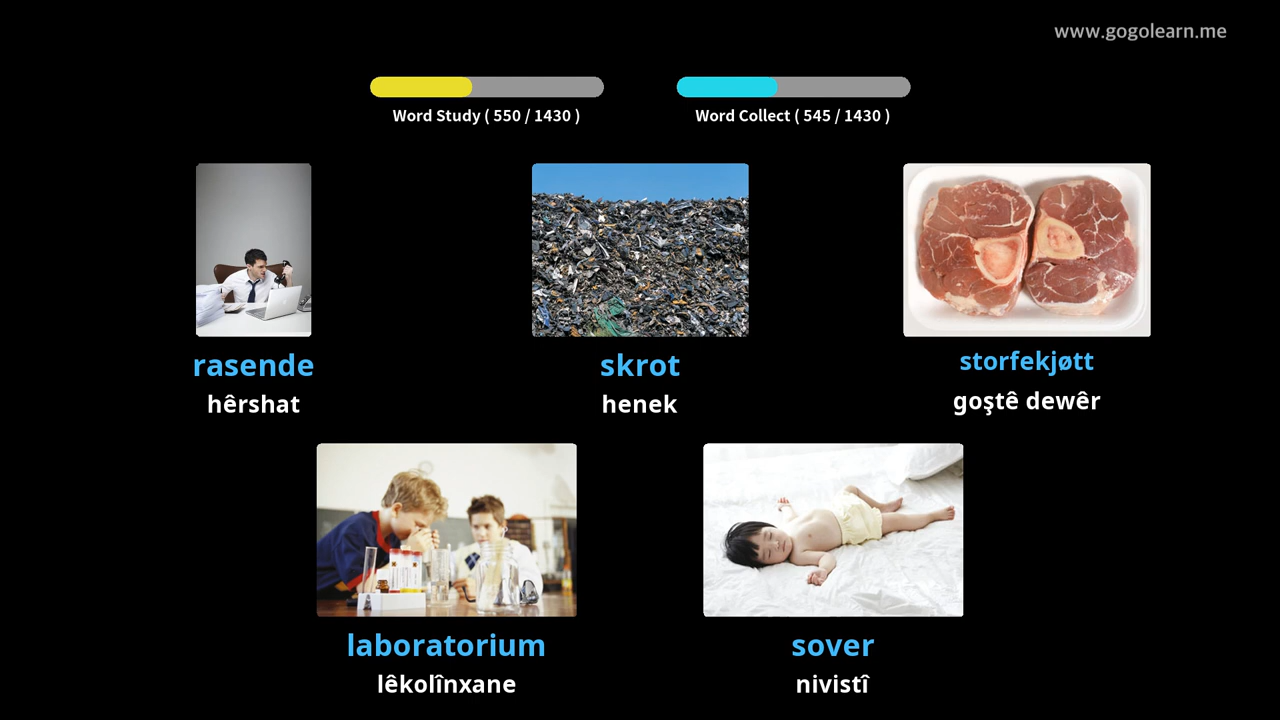 www.gogolearn.me
Word Study ( 550 / 1430 )
Word Collect ( 545 / 1430 )
rasende
hêrshat
skrot
henek
storfekjøtt
goştê dewêr
laboratorium
lêkolînxane
sover
nivistî